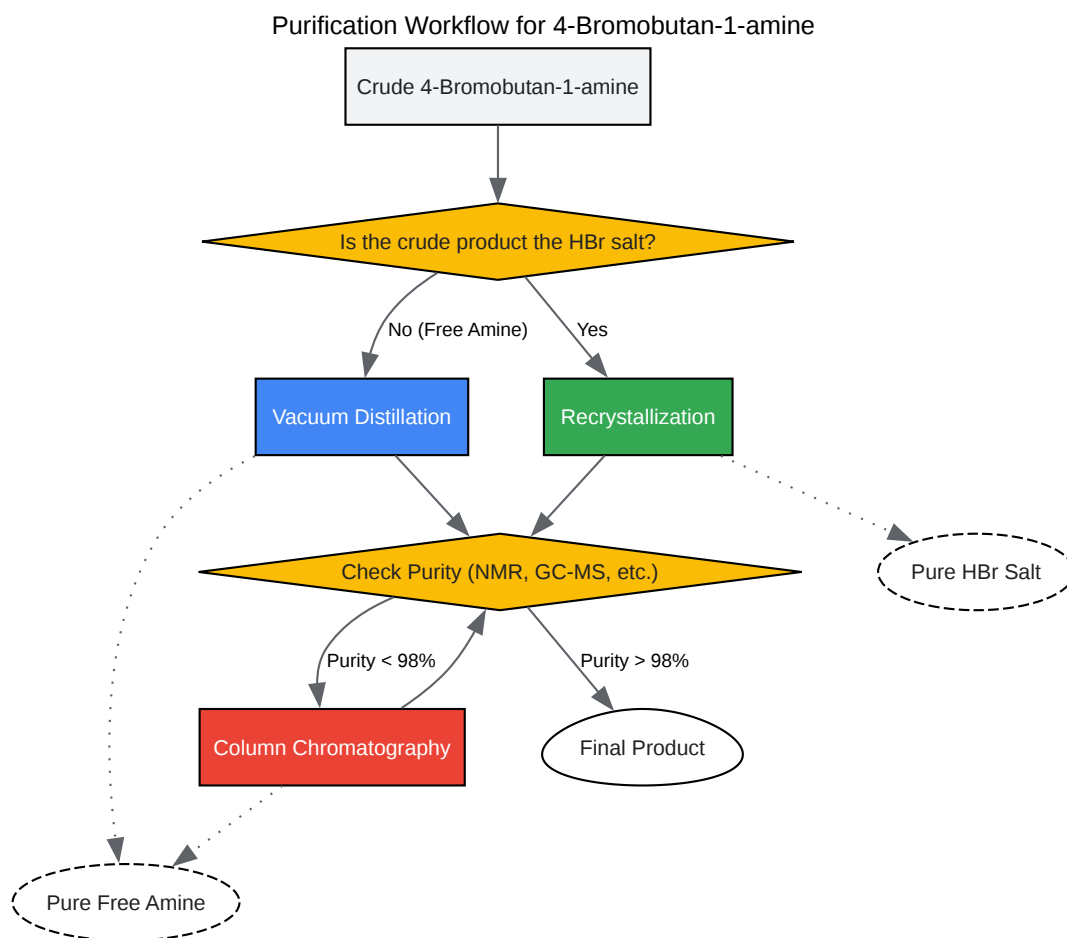 Purification Workflow for 4-Bromobutan-1-amine
Crude 4-Bromobutan-1-amine
Is the crude product the HBr salt?
No (Free Amine)
Yes
Vacuum Distillation
Recrystallization
Check Purity (NMR, GC-MS, etc.)
Pure HBr Salt
Purity < 98%
Purity > 98%
Column Chromatography
Final Product
Pure Free Amine